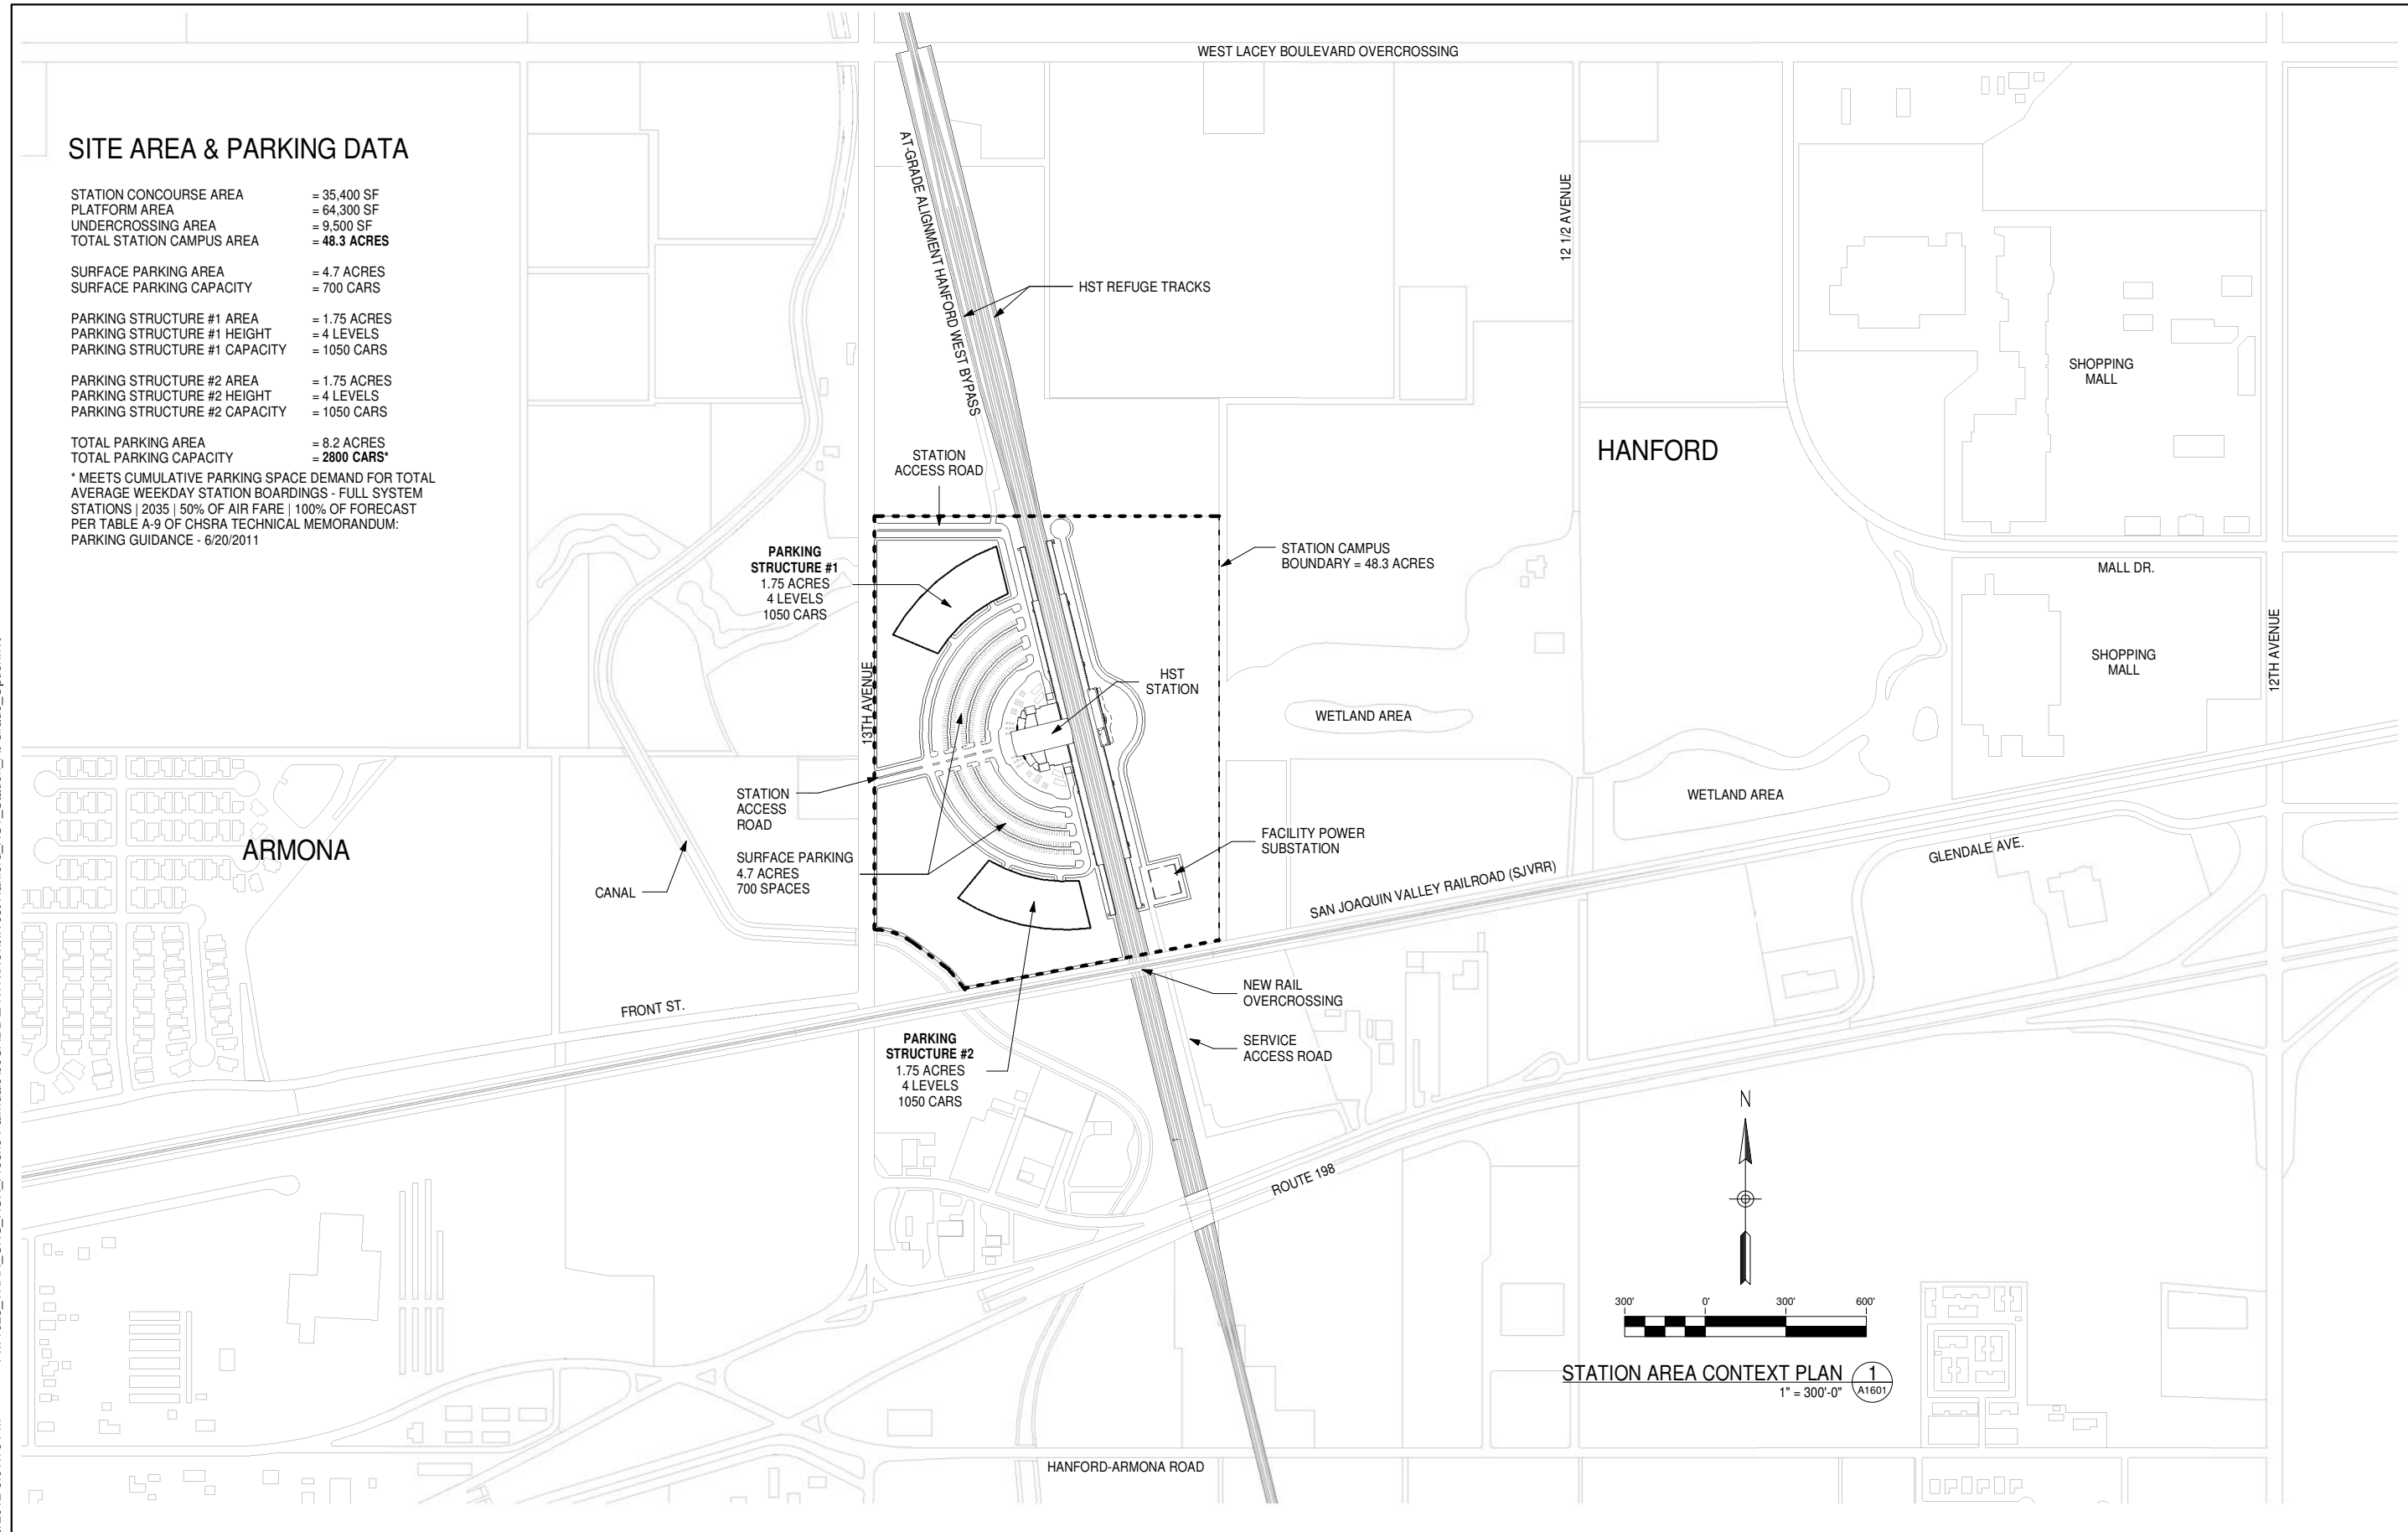 WEST LACEY BOULEVARD OVERCROSSING
SITE AREA & PARKING DATA
STATION CONCOURSE AREA = 35,400 SF
PLATFORM AREA = 64,300 SF
UNDERCROSSING AREA = 9,500 SF
TOTAL STATION CAMPUS AREA = 48.3 ACRES
SURFACE PARKING AREA = 4.7 ACRES
SURFACE PARKING CAPACITY = 700 CARS
PARKING STRUCTURE #1 AREA = 1.75 ACRES
PARKING STRUCTURE #1 HEIGHT = 4 LEVELS
PARKING STRUCTURE #1 CAPACITY = 1050 CARS
PARKING STRUCTURE #2 AREA = 1.75 ACRES
PARKING STRUCTURE #2 HEIGHT = 4 LEVELS
PARKING STRUCTURE #2 CAPACITY = 1050 CARS
TOTAL PARKING AREA = 8.2 ACRES
TOTAL PARKING CAPACITY = 2800 CARS*
* MEETS CUMULATIVE PARKING SPACE DEMAND FOR TOTAL
AVERAGE WEEKDAY STATION BOARDINGS - FULL SYSTEM
STATIONS | 2035 | 50% OF AIR FARE | 100% OF FORECAST
PER TABLE A-9 OF CHSRA TECHNICAL MEMORANDUM:
PARKING GUIDANCE - 6/20/2011
AT-GRADE ALIGNMENT HANFORD WEST BYPASS
HST REFUGE TRACKS
12 1/2 AVENUE
SHOPPING
MALL
HANFORD
STATION
ACCESS ROAD
PARKING
STRUCTURE #1
1.75 ACRES
4 LEVELS
1050 CARS
STATION CAMPUS
BOUNDARY = 48.3 ACRES
MALL DR.
13TH AVENUE
HST
STATION
WETLAND AREA
SHOPPING
MALL
12TH AVENUE
STATION
ACCESS
ROAD
WETLAND AREA
ARMONA
SURFACE PARKING
4.7 ACRES
700 SPACES
FACILITY POWER
SUBSTATION
GLENDALE AVE.
CANAL
SAN JOAQUIN VALLEY RAILROAD (SJVRR)
FRONT ST.
NEW RAIL
OVERCROSSING
PARKING
STRUCTURE #2
1.75 ACRES
4 LEVELS
1050 CARS
SERVICE
ACCESS ROAD
ROUTE 198
N
300' 0' 300' 600'
STATION AREA CONTEXT PLAN 1
1" = 300'-0" A1601
HANFORD-ARMONA ROAD